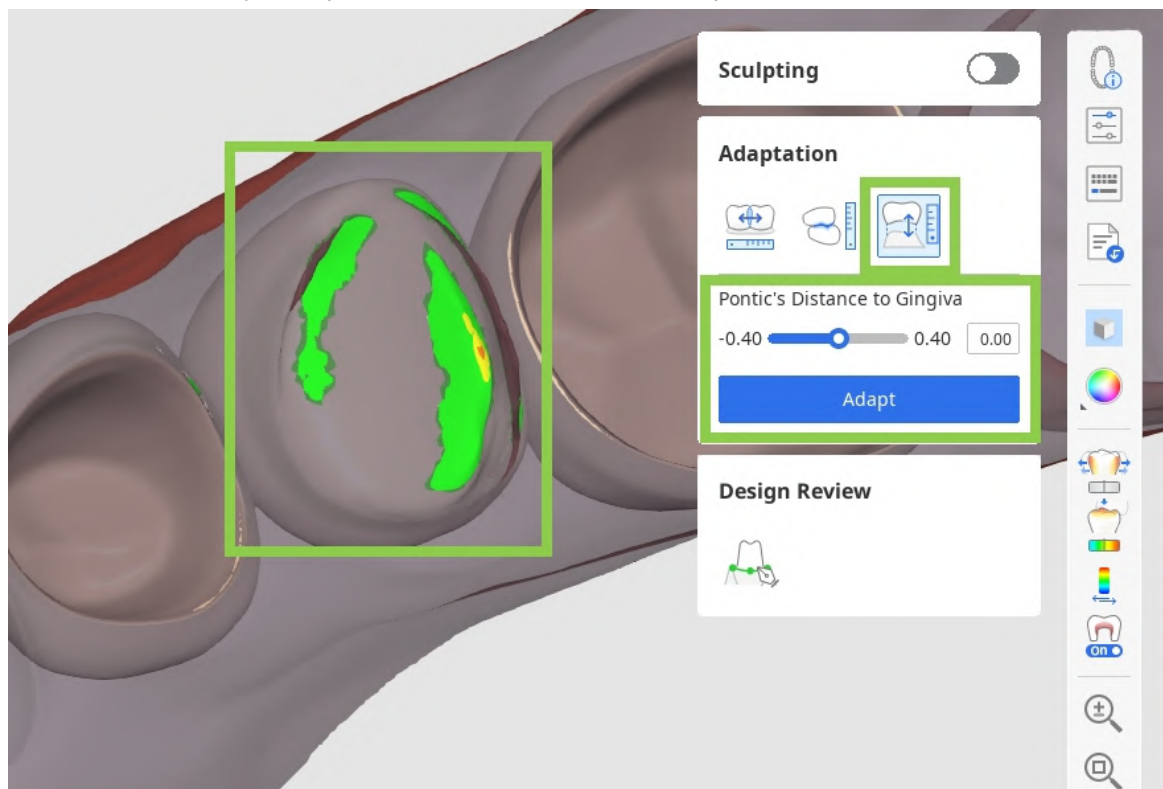 Sculpting
Adaptation
Pontic's Distance to Gingiva
-0.40 0.40 0.00
Adapt
Design Review
On